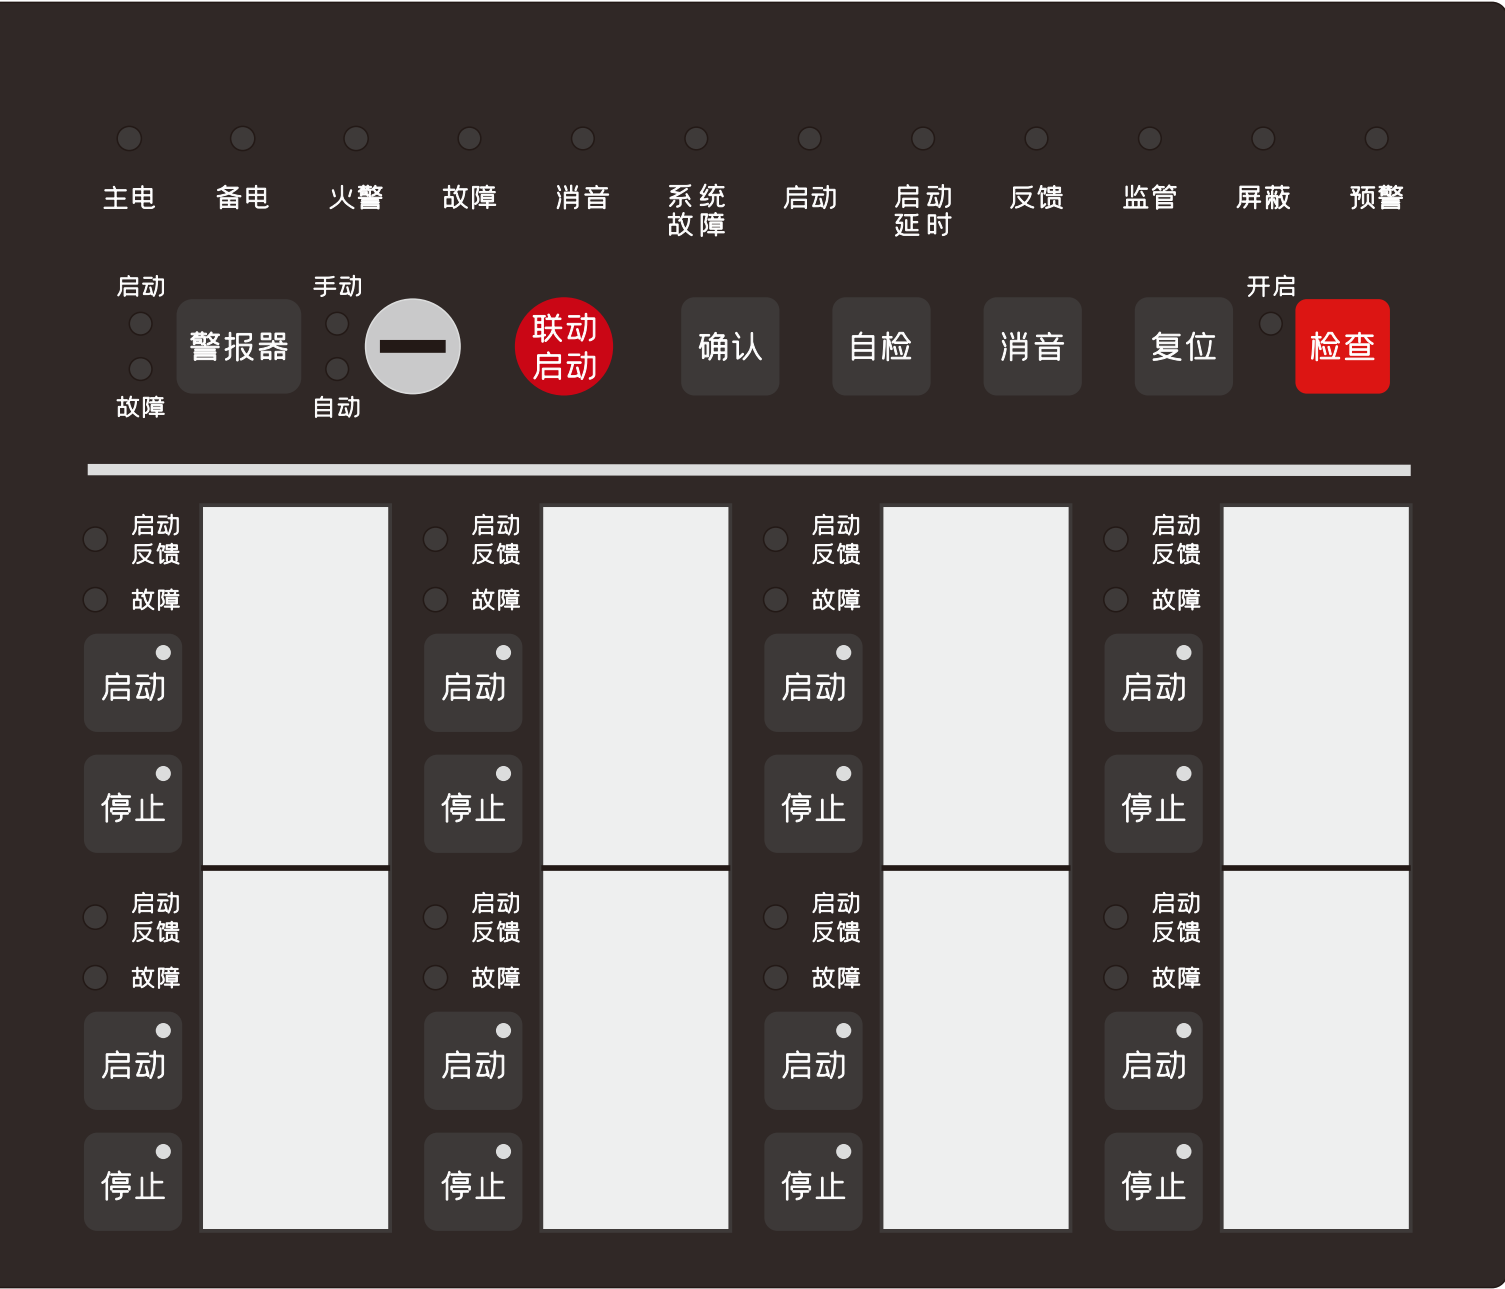 主电 备电 火警 故障 消音 系统故障 启动 启动延时 反馈 监管 屏蔽 预警
启动 手动 开启
警报器 联动启动 确认 自检 消音 复位 检查
故障 自动
启动 启动 启动 启动
反馈 反馈 反馈 反馈
故障 故障 故障 故障
启动 启动 启动 启动
停止 停止 停止 停止
启动 启动 启动 启动
反馈 反馈 反馈 反馈
故障 故障 故障 故障
启动 启动 启动 启动
停止 停止 停止 停止